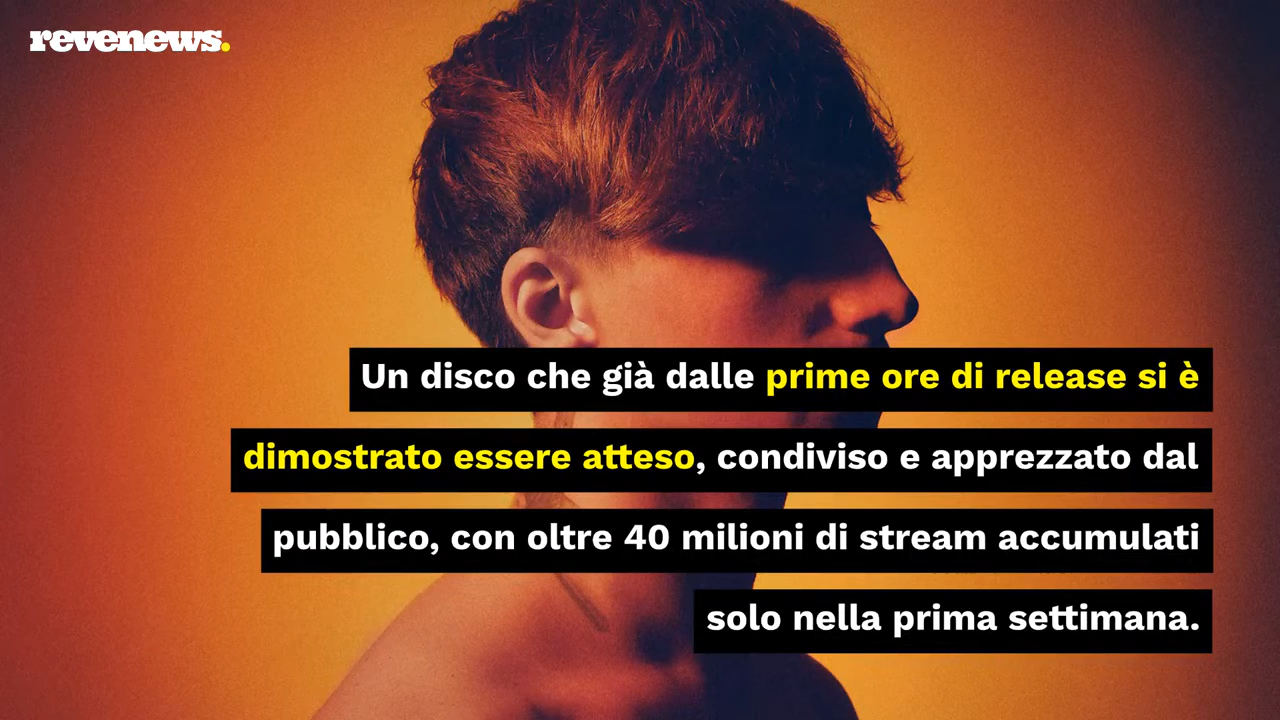 revenews.
Un disco che già dalle prime ore di release si è
dimostrato essere atteso, condiviso e apprezzato dal
pubblico, con oltre 40 milioni di stream accumulati
solo nella prima settimana.